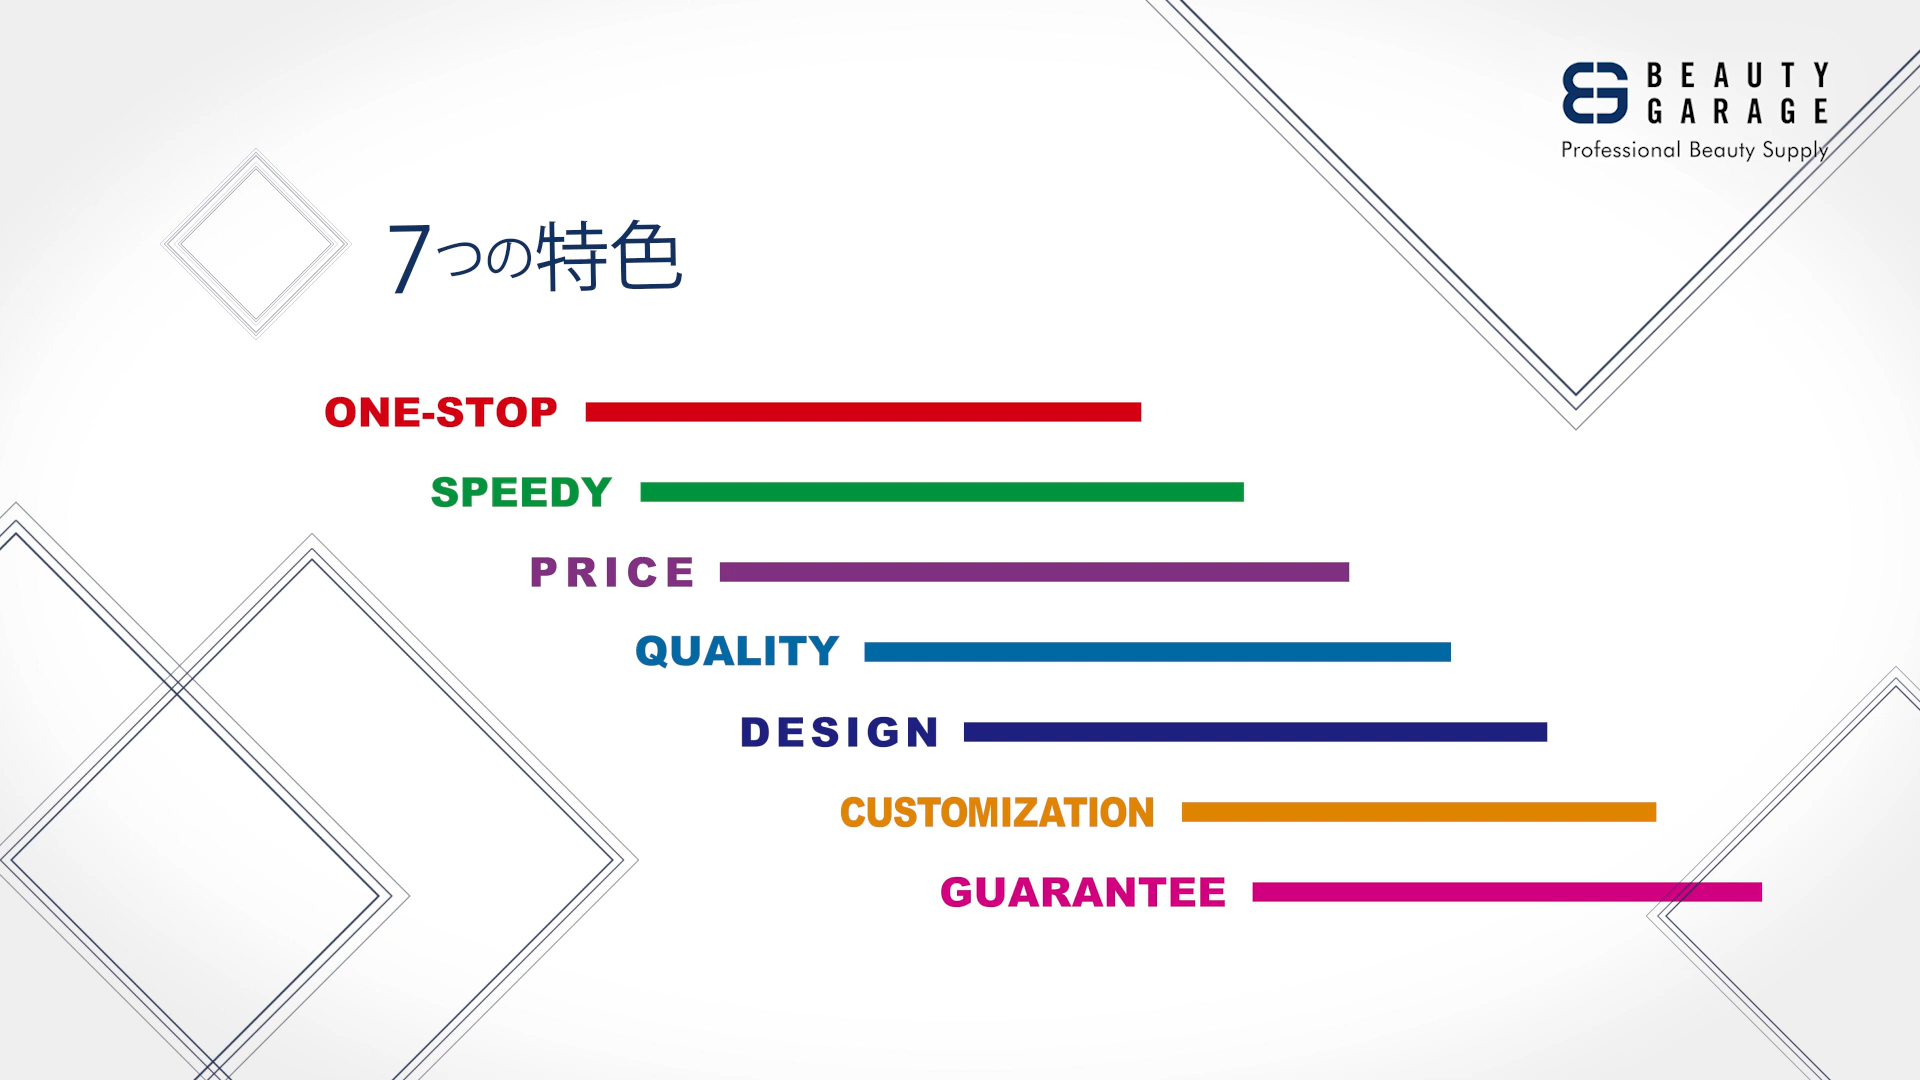 BEAUTY
GARAGE
Professional Beauty Supply
7つの特色
ONE-STOP
SPEEDY
PRICE
QUALITY
DESIGN
CUSTOMIZATION
GUARANTEE